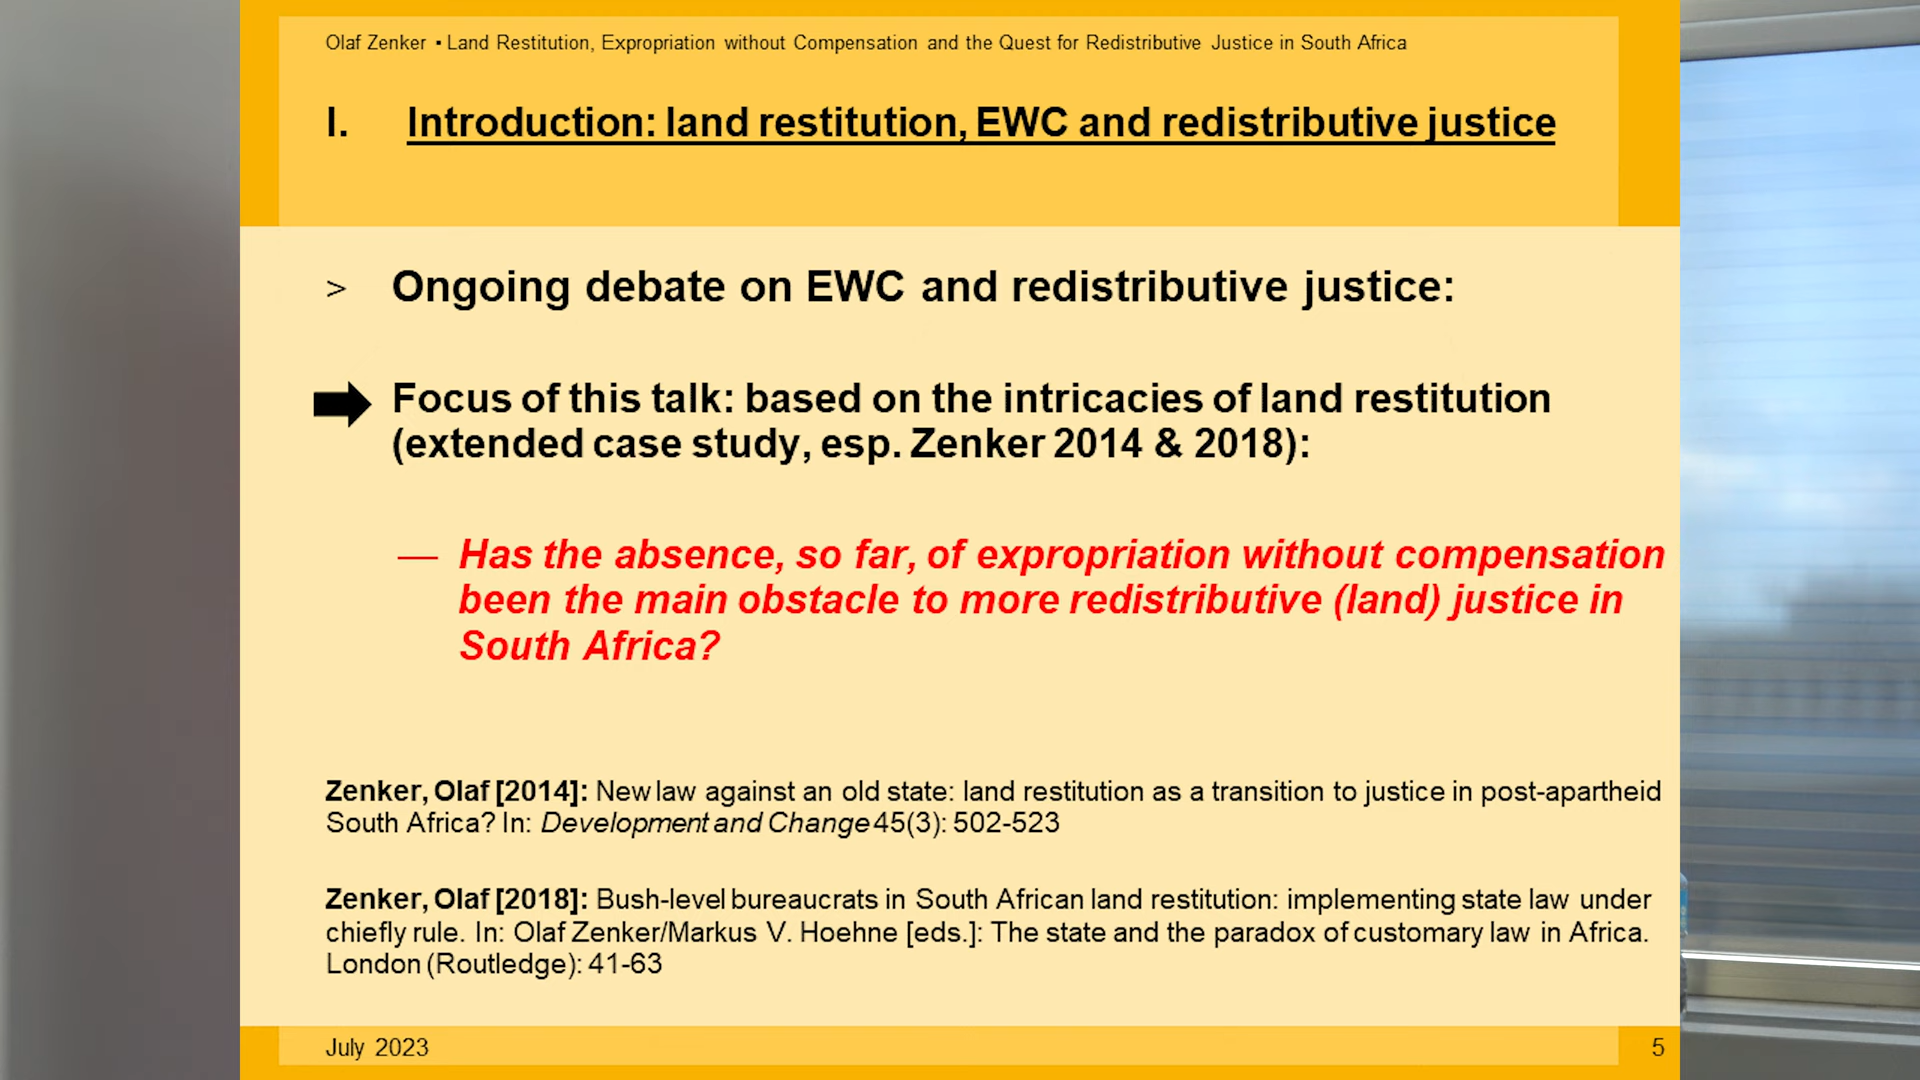 Olaf Zenker ▪ Land Restitution, Expropriation without Compensation and the Quest for Redistributive Justice in South Africa
I. Introduction: land restitution, EWC and redistributive justice
> Ongoing debate on EWC and redistributive justice:
Focus of this talk: based on the intricacies of land restitution
(extended case study, esp. Zenker 2014 & 2018):
— Has the absence, so far, of expropriation without compensation
been the main obstacle to more redistributive (land) justice in
South Africa?
Zenker, Olaf [2014]: New law against an old state: land restitution as a transition to justice in post-apartheid
South Africa? In: Development and Change 45(3): 502-523
Zenker, Olaf [2018]: Bush-level bureaucrats in South African land restitution: implementing state law under
chiefly rule. In: Olaf Zenker/Markus V. Hoehne [eds.]: The state and the paradox of customary law in Africa.
London (Routledge): 41-63
July 2023
5